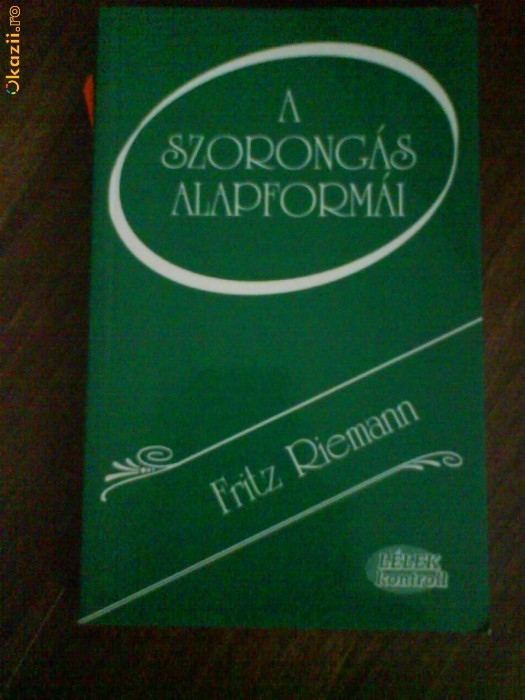 Okazii.ro
A
SZORONGÁS
ALAPFORMÁI
Fritz Riemann
LÉLEK
kontroll